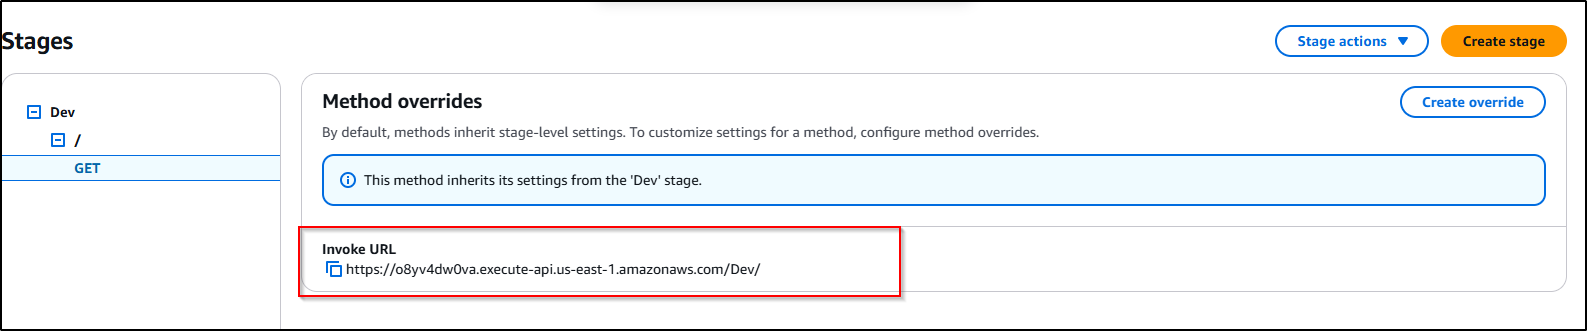 Stages
Stage actions
Create stage
Dev
/
GET
Method overrides
Create override
By default, methods inherit stage-level settings. To customize settings for a method, configure method overrides.
This method inherits its settings from the 'Dev' stage.
Invoke URL
https://o8yv4dw0va.execute-api.us-east-1.amazonaws.com/Dev/